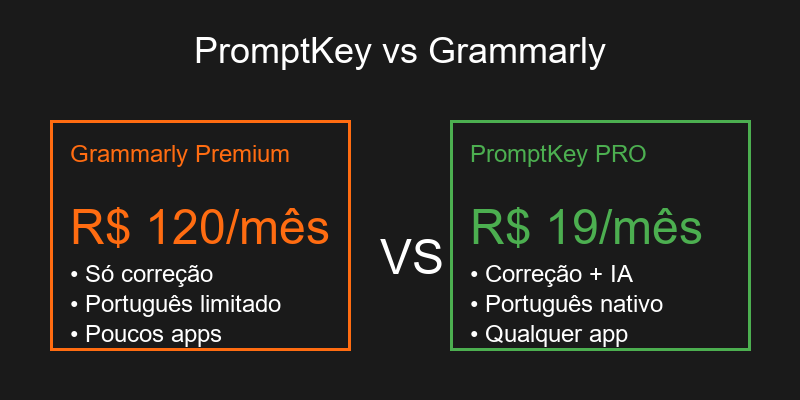 PromptKey vs Grammarly
Grammarly Premium
R$ 120/mês
• Só correção
• Português limitado
• Poucos apps
VS
PromptKey PRO
R$ 19/mês
• Correção + IA
• Português nativo
• Qualquer app